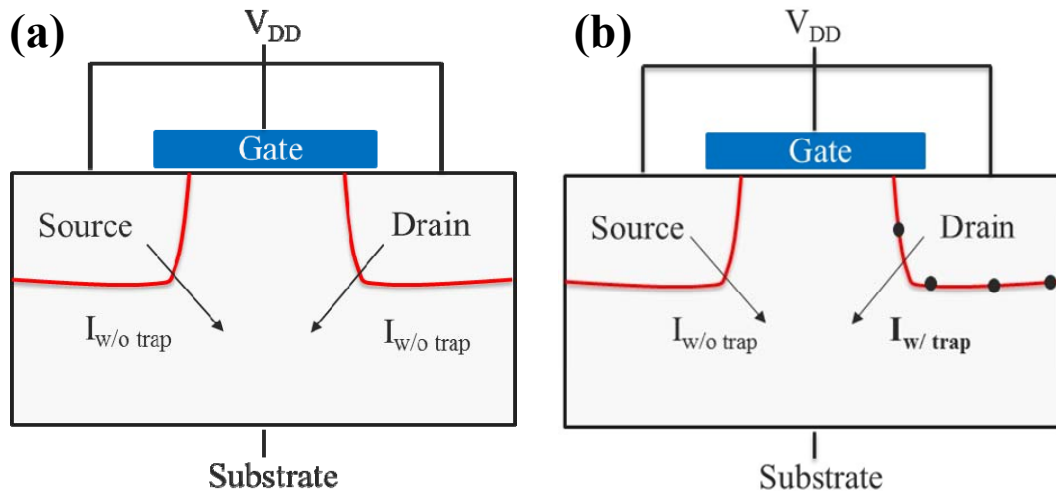 (a)
V_DD
Gate
Source
Drain
I_w/o trap
I_w/o trap
Substrate
(b)
V_DD
Gate
Source
Drain
I_w/o trap
I_w/ trap
Substrate